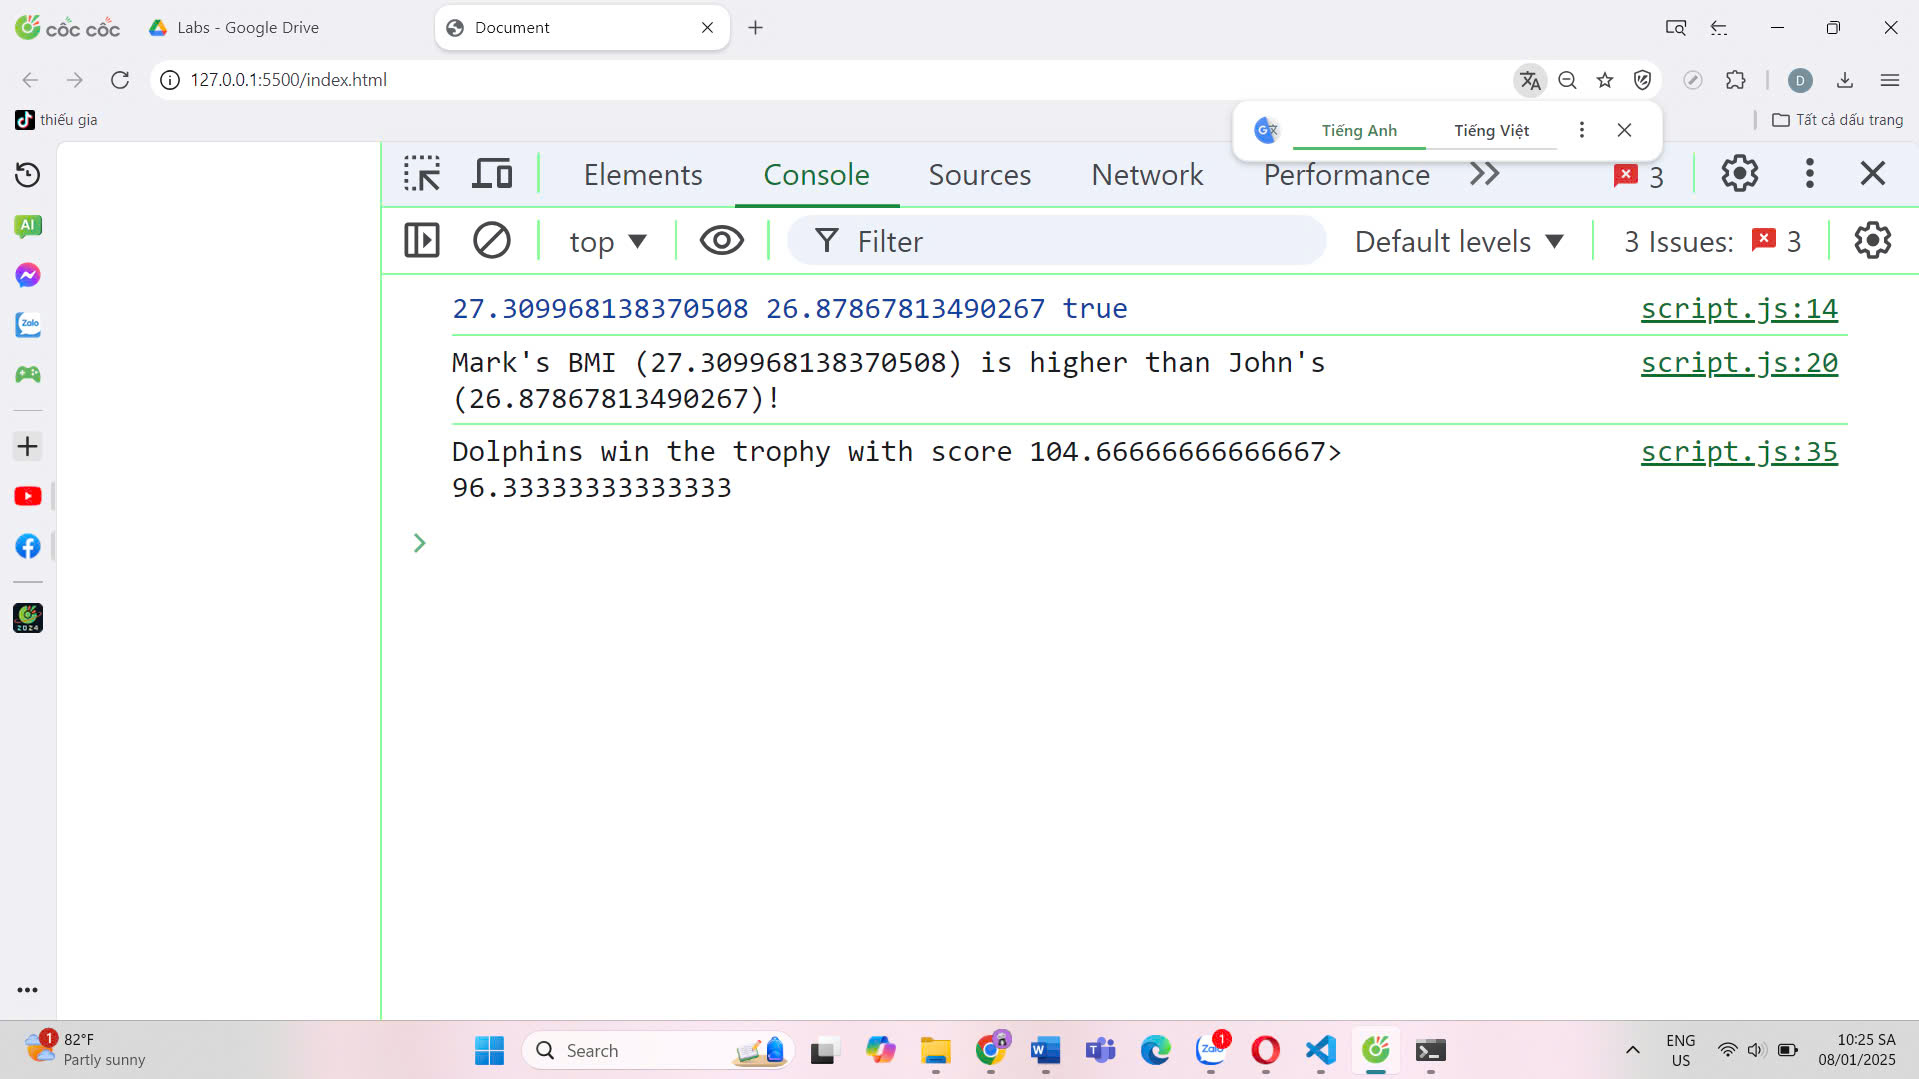 cốc cốc
Labs - Google Drive
Document
127.0.0.1:5500/index.html
D
thiếu gia
Tiếng Anh
Tiếng Việt
Tất cả dấu trang
Elements
Console
Sources
Network
Performance
3
top
Filter
Default levels
3 Issues:
3
27.309968138370508 26.87867813490267 true
script.js:14
Mark's BMI (27.309968138370508) is higher than John's
(26.87867813490267)!
script.js:20
Dolphins win the trophy with score 104.66666666666667>
96.33333333333333
script.js:35
AI
Zalo
2024
1
82°F
Partly sunny
Search
W
T
Zalo
1
ENG
US
10:25 SA
08/01/2025